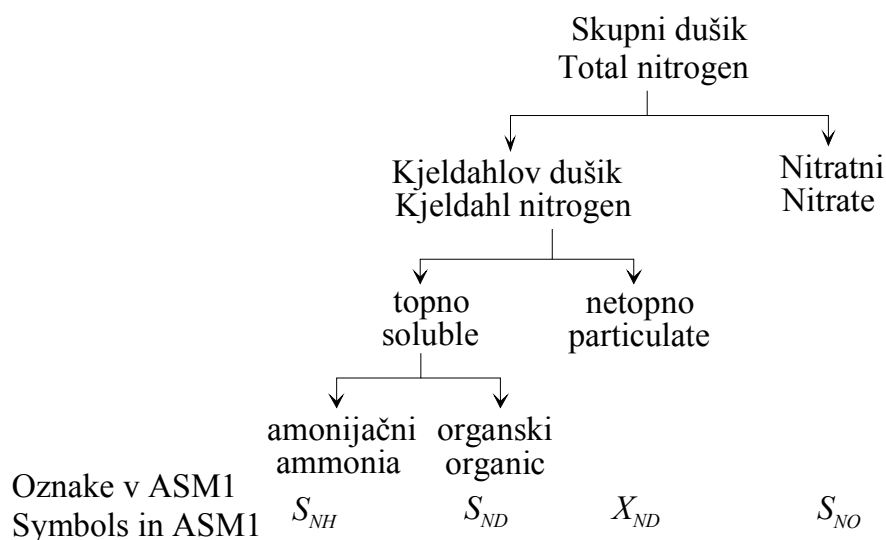 Skupni dušik
Total nitrogen
Kjeldahlov dušik
Kjeldahl nitrogen
Nitratni
Nitrate
topno
soluble
netopno
particulate
amonijačni
ammonia
organski
organic
Oznake v ASM1
Symbols in ASM1
S_NH
S_ND
X_ND
S_NO